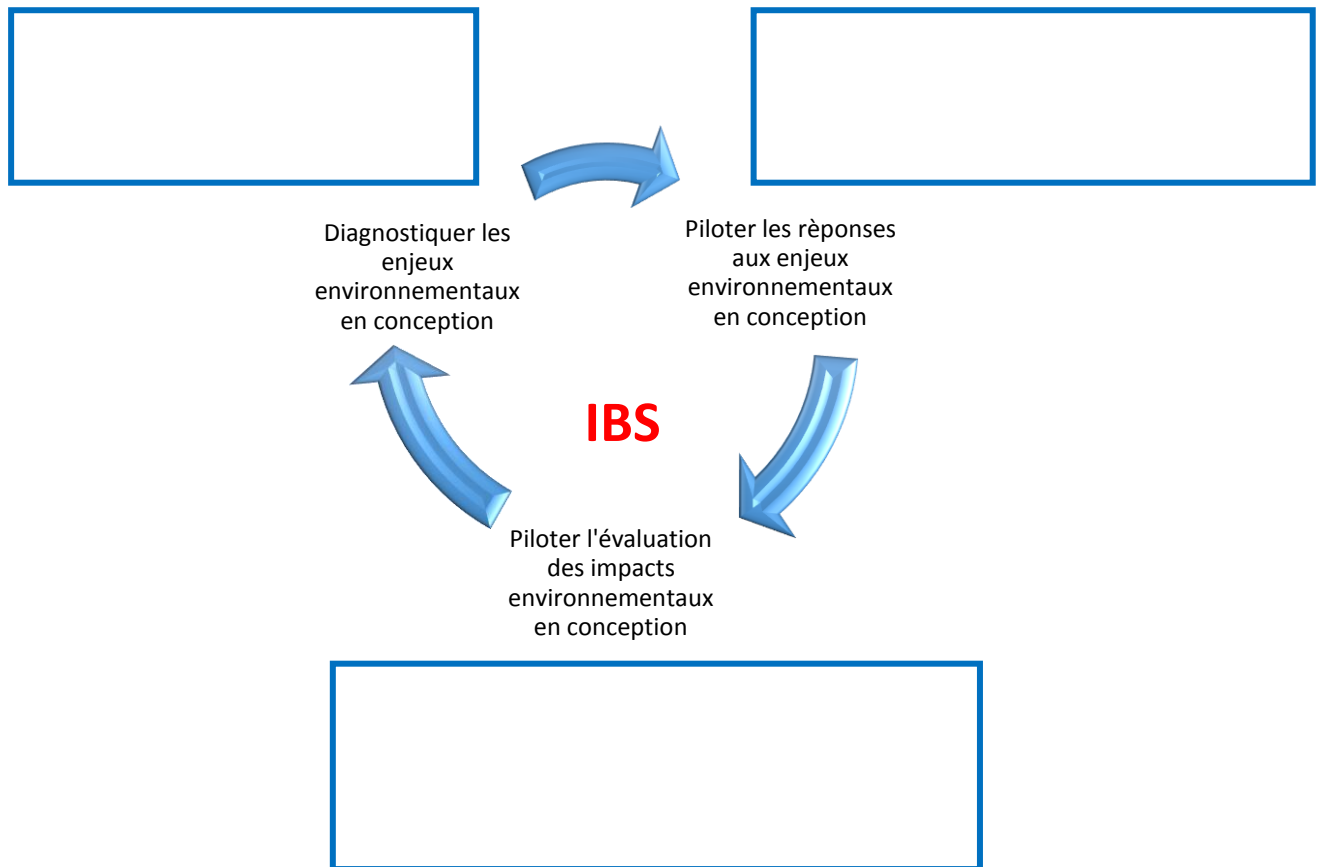 Diagnostiquer les
enjeux
environnementaux
en conception
Piloter les rèponses
aux enjeux
environnementaux
en conception
IBS
Piloter l'évaluation
des impacts
environnementaux
en conception